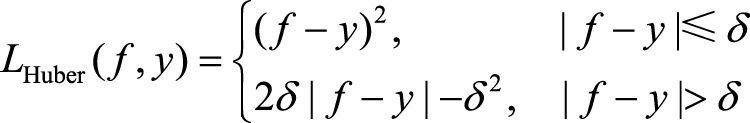 L_Huber(f, y) = { (f − y)², | f − y | ≤ δ
2δ | f − y | −δ², | f − y | > δ